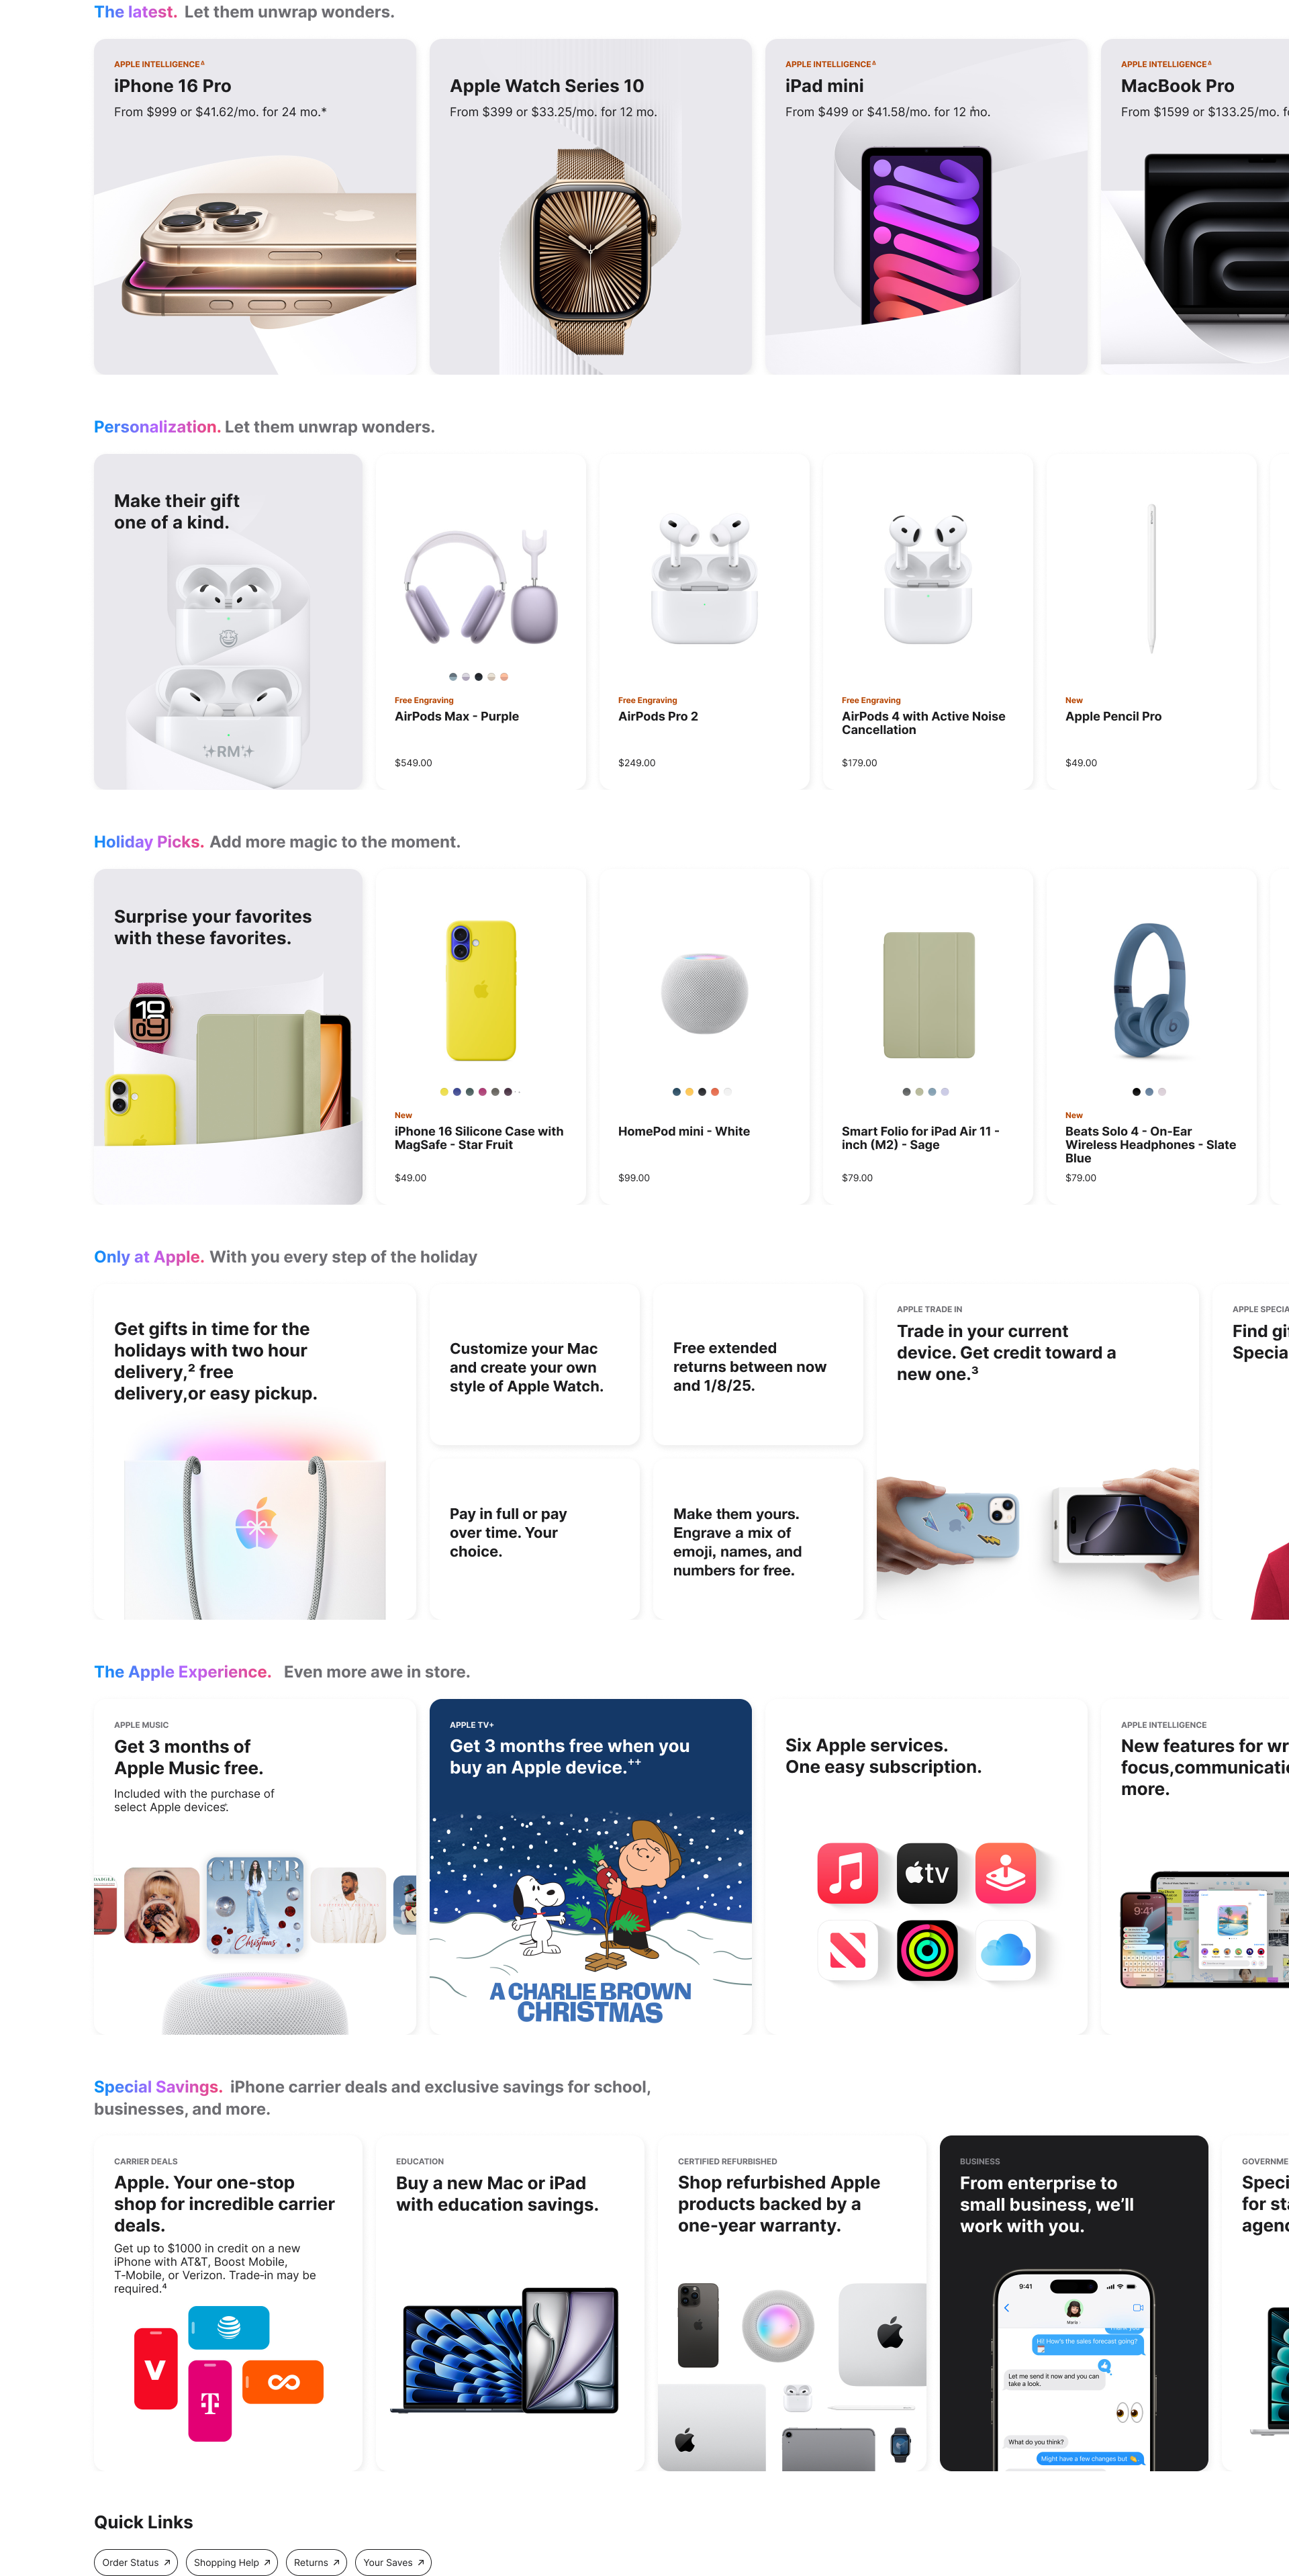 The latest. Let them unwrap wonders.
APPLE INTELLIGENCE∆
iPhone 16 Pro
From $999 or $41.62/mo. for 24 mo.*
Apple Watch Series 10
From $399 or $33.25/mo. for 12 mo.
APPLE INTELLIGENCE∆
iPad mini
From $499 or $41.58/mo. for 12 mo.
APPLE INTELLIGENCE∆
MacBook Pro
From $1599 or $133.25/mo.
Personalization. Let them unwrap wonders.
Make their gift
one of a kind.
RM
Free Engraving
AirPods Max - Purple
$549.00
Free Engraving
AirPods Pro 2
$249.00
Free Engraving
AirPods 4 with Active Noise
Cancellation
$179.00
New
Apple Pencil Pro
$49.00
Holiday Picks. Add more magic to the moment.
Surprise your favorites
with these favorites.
10
09
New
iPhone 16 Silicone Case with
MagSafe - Star Fruit
$49.00
HomePod mini - White
$99.00
Smart Folio for iPad Air 11 -
inch (M2) - Sage
$79.00
New
Beats Solo 4 - On-Ear
Wireless Headphones - Slate
Blue
$79.00
Only at Apple. With you every step of the holiday
Get gifts in time for the
holidays with two hour
delivery,² free
delivery,or easy pickup.
Customize your Mac
and create your own
style of Apple Watch.
Free extended
returns between now
and 1/8/25.
Pay in full or pay
over time. Your
choice.
Make them yours.
Engrave a mix of
emoji, names, and
numbers for free.
APPLE TRADE IN
Trade in your current
device. Get credit toward a
new one.³
APPLE
Find
The Apple Experience. Even more awe in store.
APPLE MUSIC
Get 3 months of
Apple Music free.
Included with the purchase of
select Apple devices.
CHER
Christmas
APPLE TV+
Get 3 months free when you
buy an Apple device.++
A CHARLIE BROWN
CHRISTMAS
Six Apple services.
One easy subscription.
tv
APPLE INTELLIGENCE
New features for
focus,
more.
9:41
Special Savings. iPhone carrier deals and exclusive savings for school,
businesses, and more.
CARRIER DEALS
Apple. Your one-stop
shop for incredible carrier
deals.
Get up to $1000 in credit on a new
iPhone with AT&T, Boost Mobile,
T-Mobile, or Verizon. Trade-in may be
required.⁴
V
T
EDUCATION
Buy a new Mac or iPad
with education savings.
CERTIFIED REFURBISHED
Shop refurbished Apple
products backed by a
one-year warranty.
BUSINESS
From enterprise to
small business, we’ll
work with you.
9:41
Maria
Hi! How's the sales forecast going?
Let me send it now and you can
take a look.
What do you think?
Might have a few changes but
for
Quick Links
Order Status ↗
Shopping Help ↗
Returns ↗
Your Saves ↗